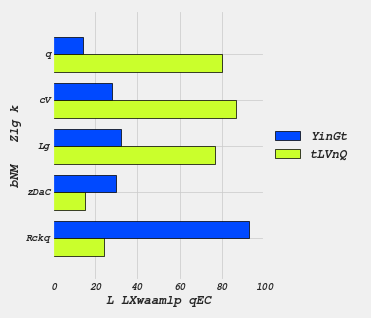 q
cV
Lg
zDaC
Rckq
bNM  Zlg k
0 20 40 60 80 100
L LXwaamlp qEC
YinGt
tLVnQ